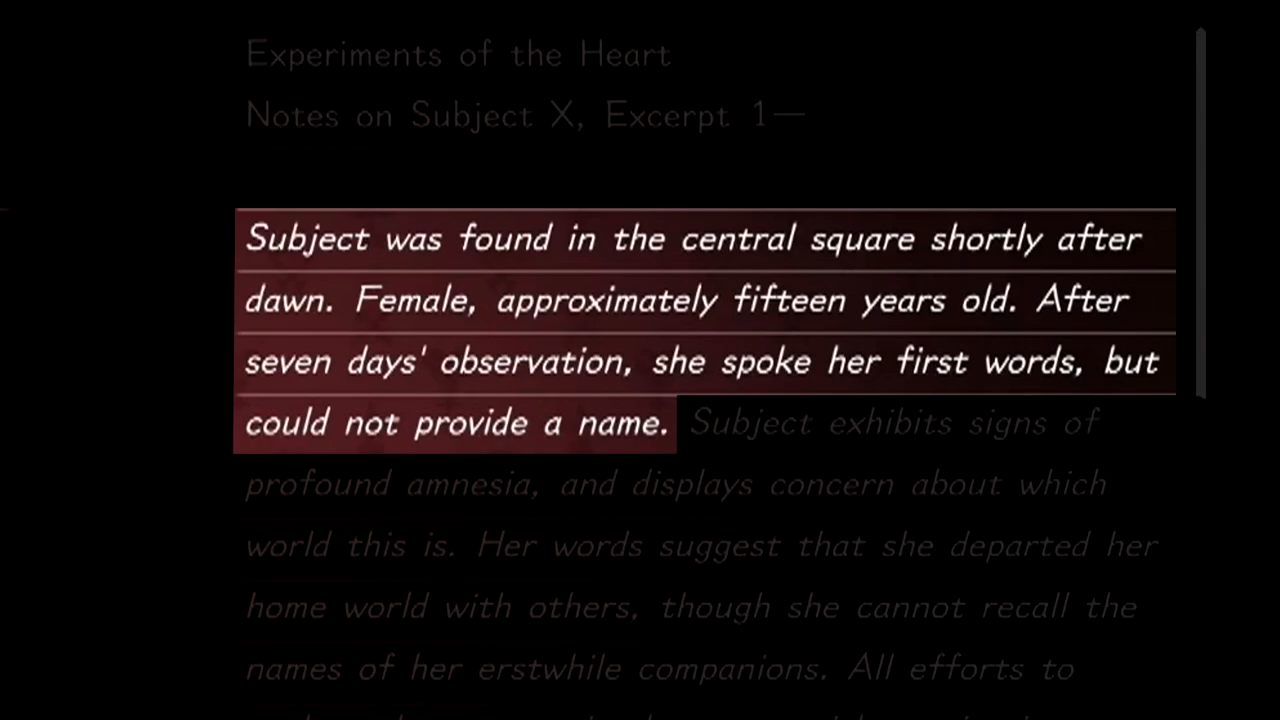 Experiments of the Heart
Notes on Subject X, Excerpt 1—
Subject was found in the central square shortly after
dawn. Female, approximately fifteen years old. After
seven days' observation, she spoke her first words, but
could not provide a name. Subject exhibits signs of
profound amnesia, and displays concern about which
world this is. Her words suggest that she departed her
home world with others, though she cannot recall the
names of her erstwhile companions. All efforts to